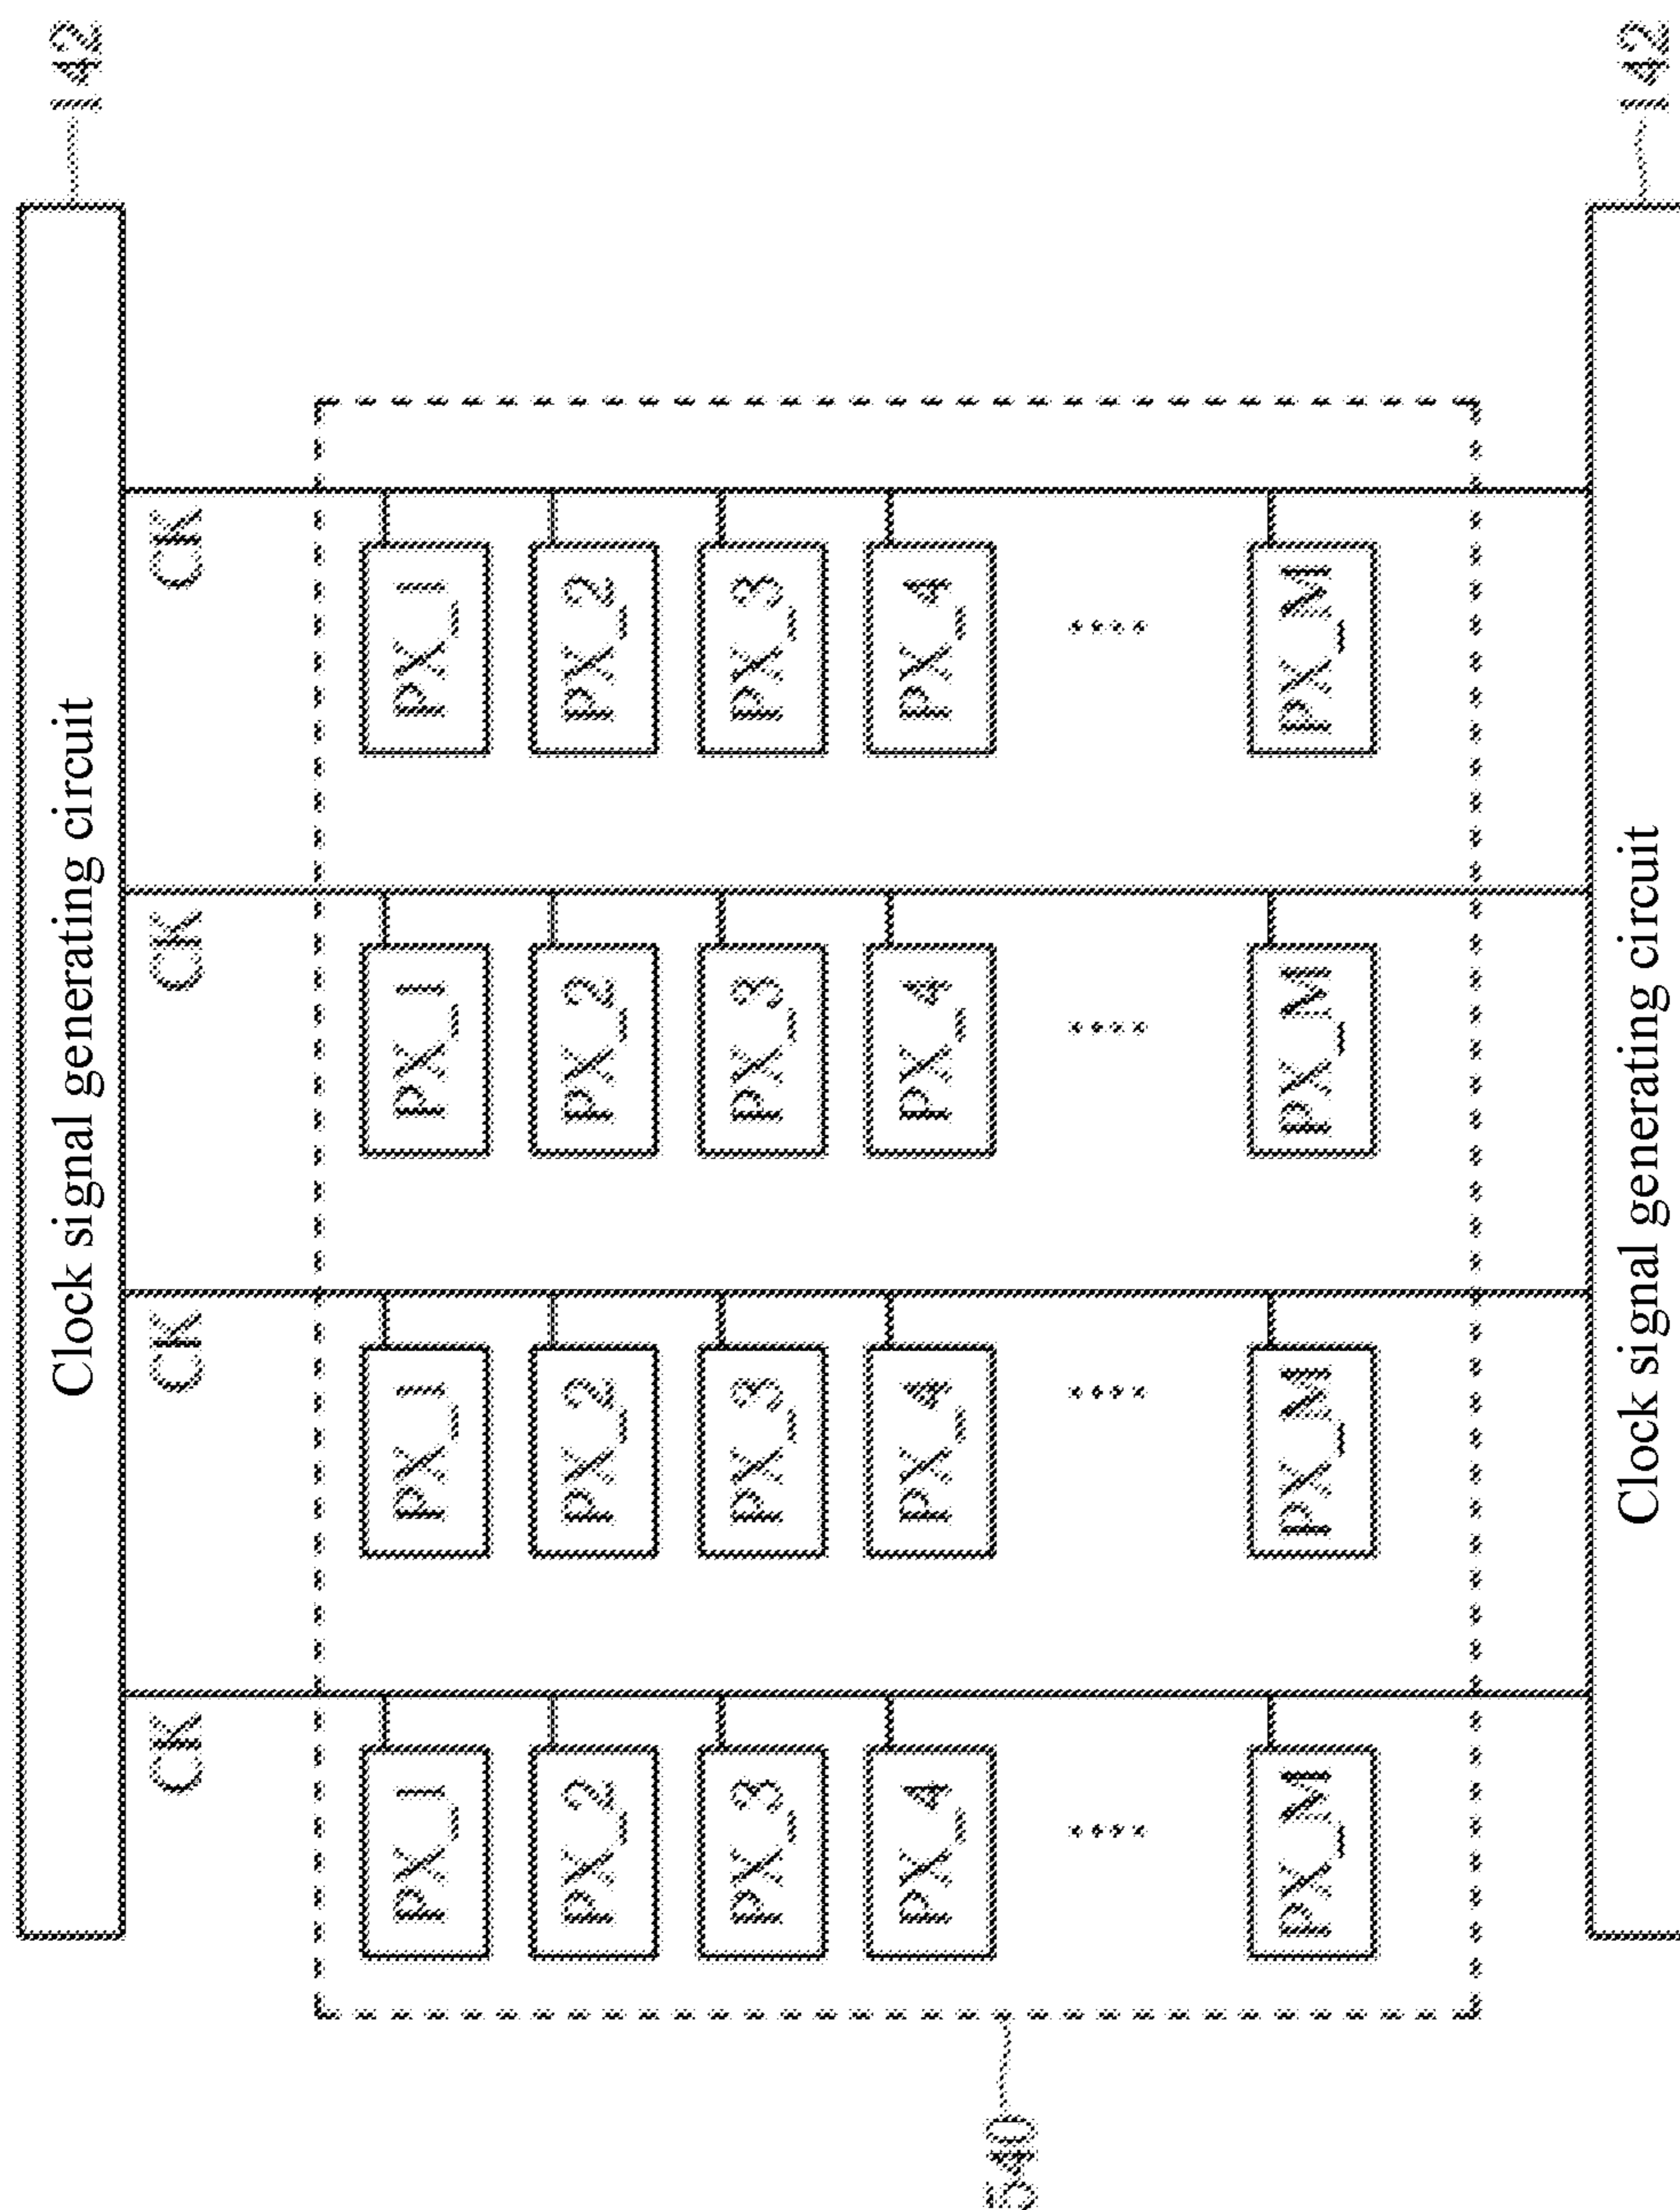 Clock signal generating circuit 142
CK CK CK CK
PX_1 PX_1 PX_1 PX_1
PX_2 PX_2 PX_2 PX_2
PX_3 PX_3 PX_3 PX_3
PX_4 PX_4 PX_4 PX_4
540
PX_M PX_M PX_M PX_M
Clock signal generating circuit 142